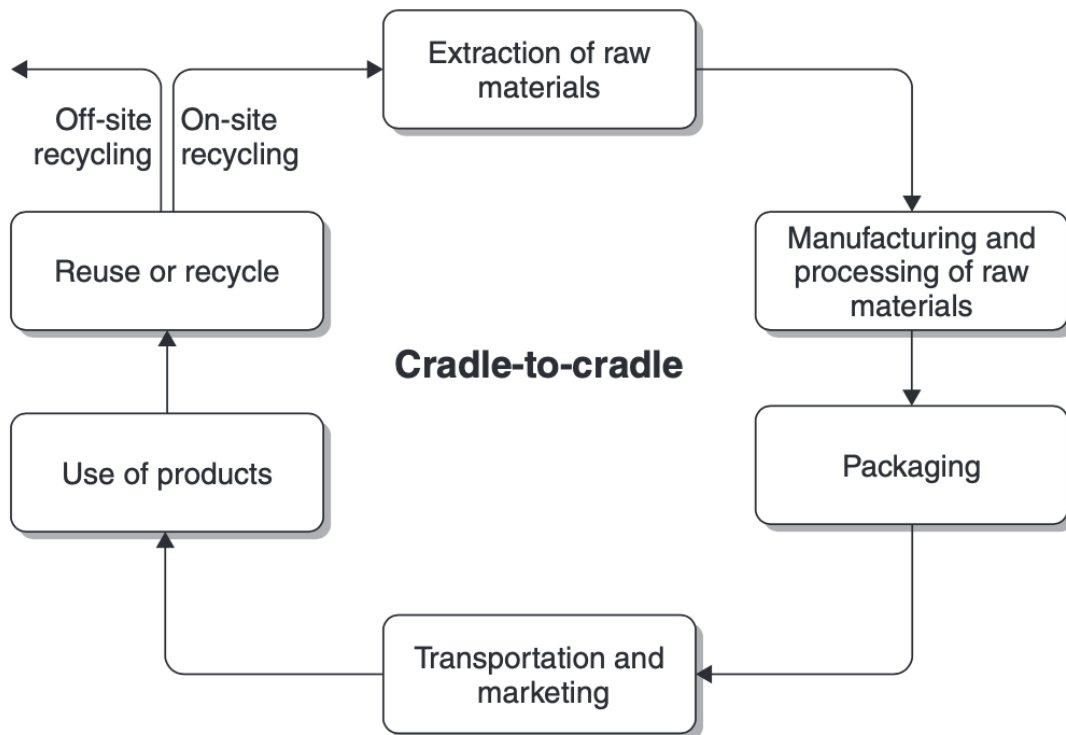 Extraction of raw
materials
Off-site
recycling
On-site
recycling
Manufacturing and
processing of raw
materials
Reuse or recycle
Cradle-to-cradle
Use of products
Packaging
Transportation and
marketing